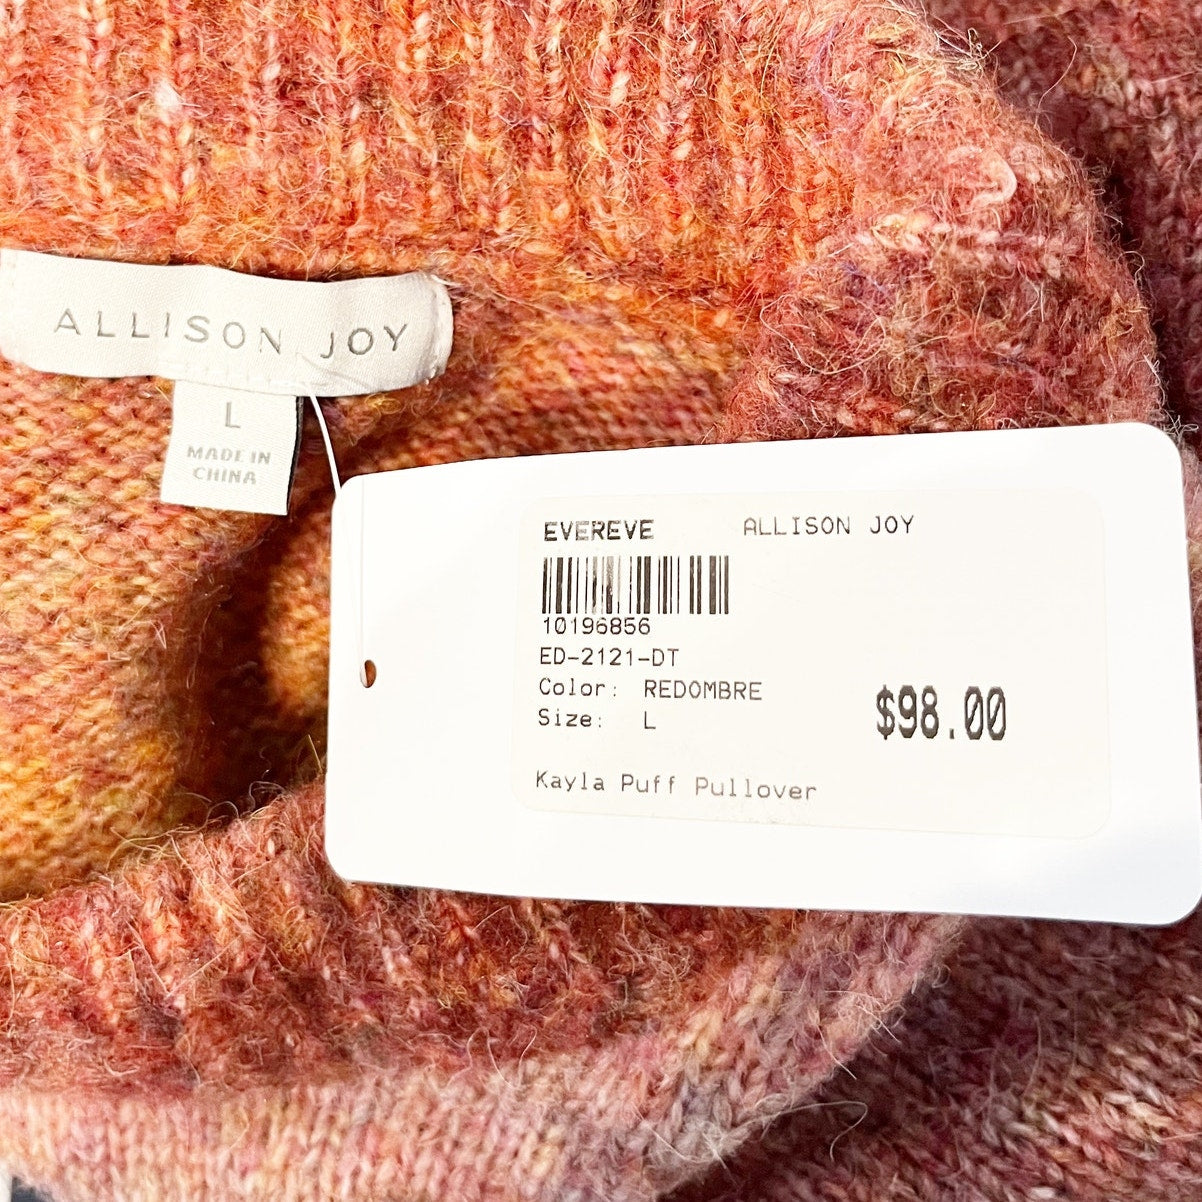 ALLISON JOY
L
MADE IN
CHINA
EVEREVE ALLISON JOY
10196856
ED-2121-DT
Color: REDOMBRE
Size: L
$98.00
Kayla Puff Pullover